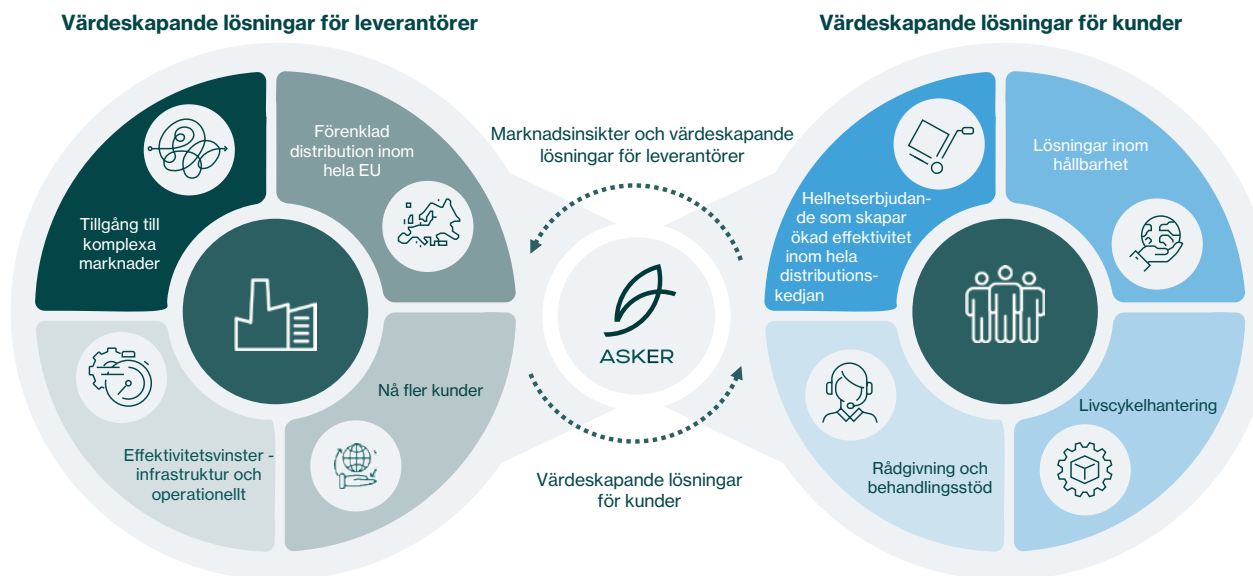 Värdeskapande lösningar för leverantörer
Värdeskapande lösningar för kunder
Tillgång till
komplexa
marknader
Förenklad
distribution inom
hela EU
Effektivitetsvinster -
infrastruktur och
operationellt
Nå fler kunder
Marknadsinsikter och värdeskapande
lösningar för leverantörer
ASKER
Värdeskapande lösningar
för kunder
Helhetserbjudan-
de som skapar
ökad effektivitet
inom hela
distributions-
kedjan
Lösningar inom
hållbarhet
Rådgivning och
behandlingsstöd
Livscykelhantering